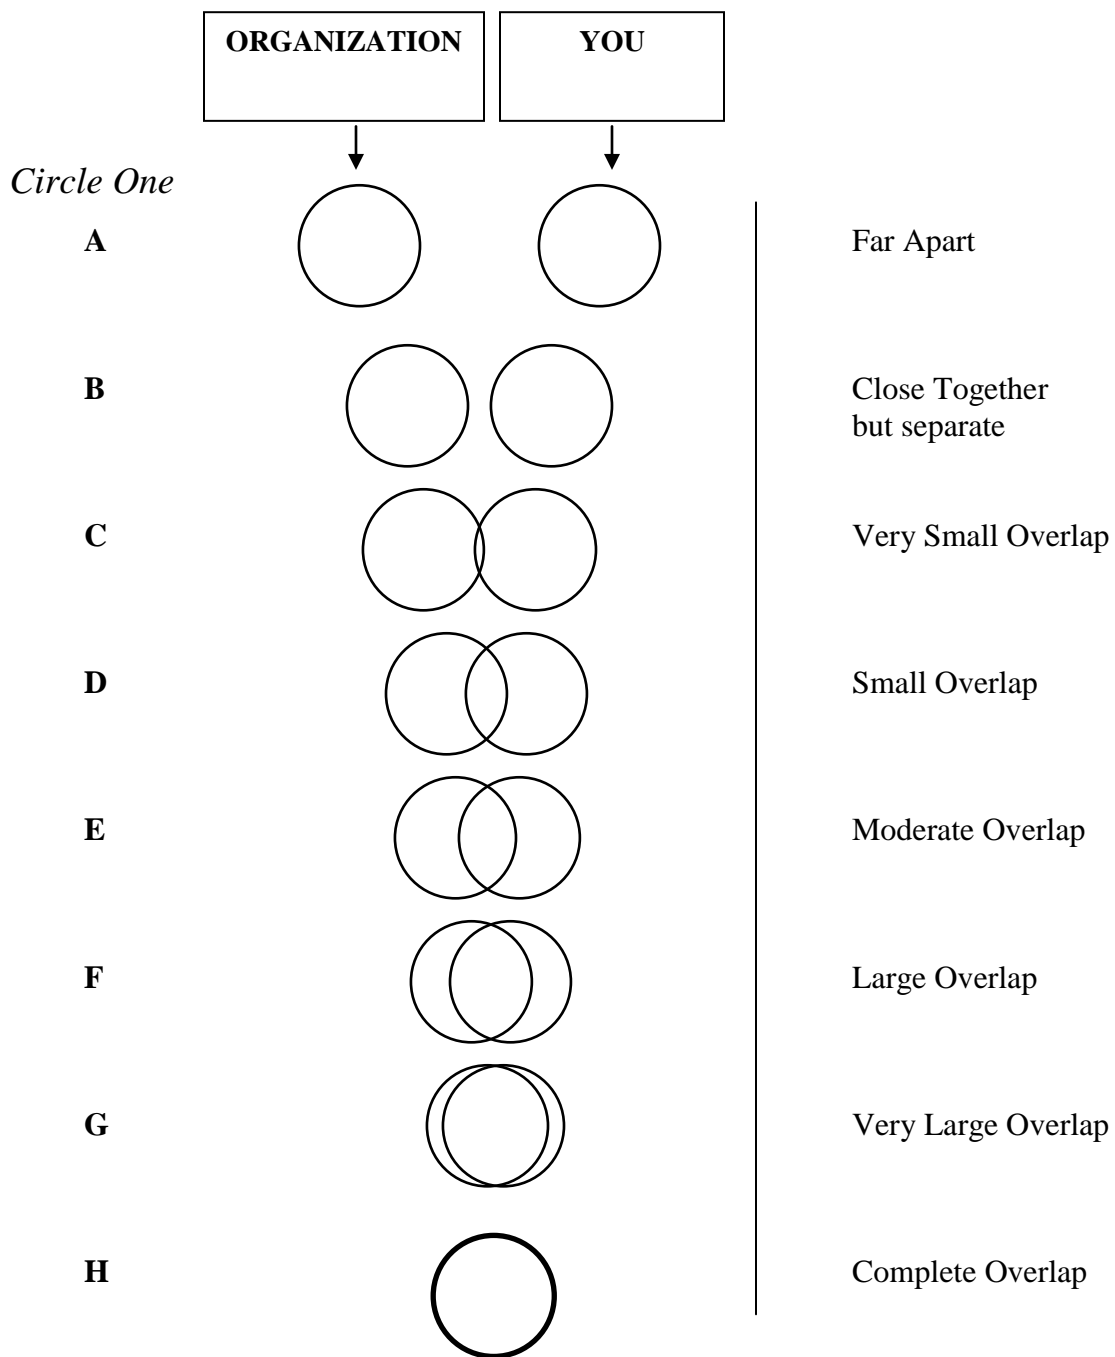 ORGANIZATION
YOU
Circle One
A
Far Apart
B
Close Together
but separate
C
Very Small Overlap
D
Small Overlap
E
Moderate Overlap
F
Large Overlap
G
Very Large Overlap
H
Complete Overlap